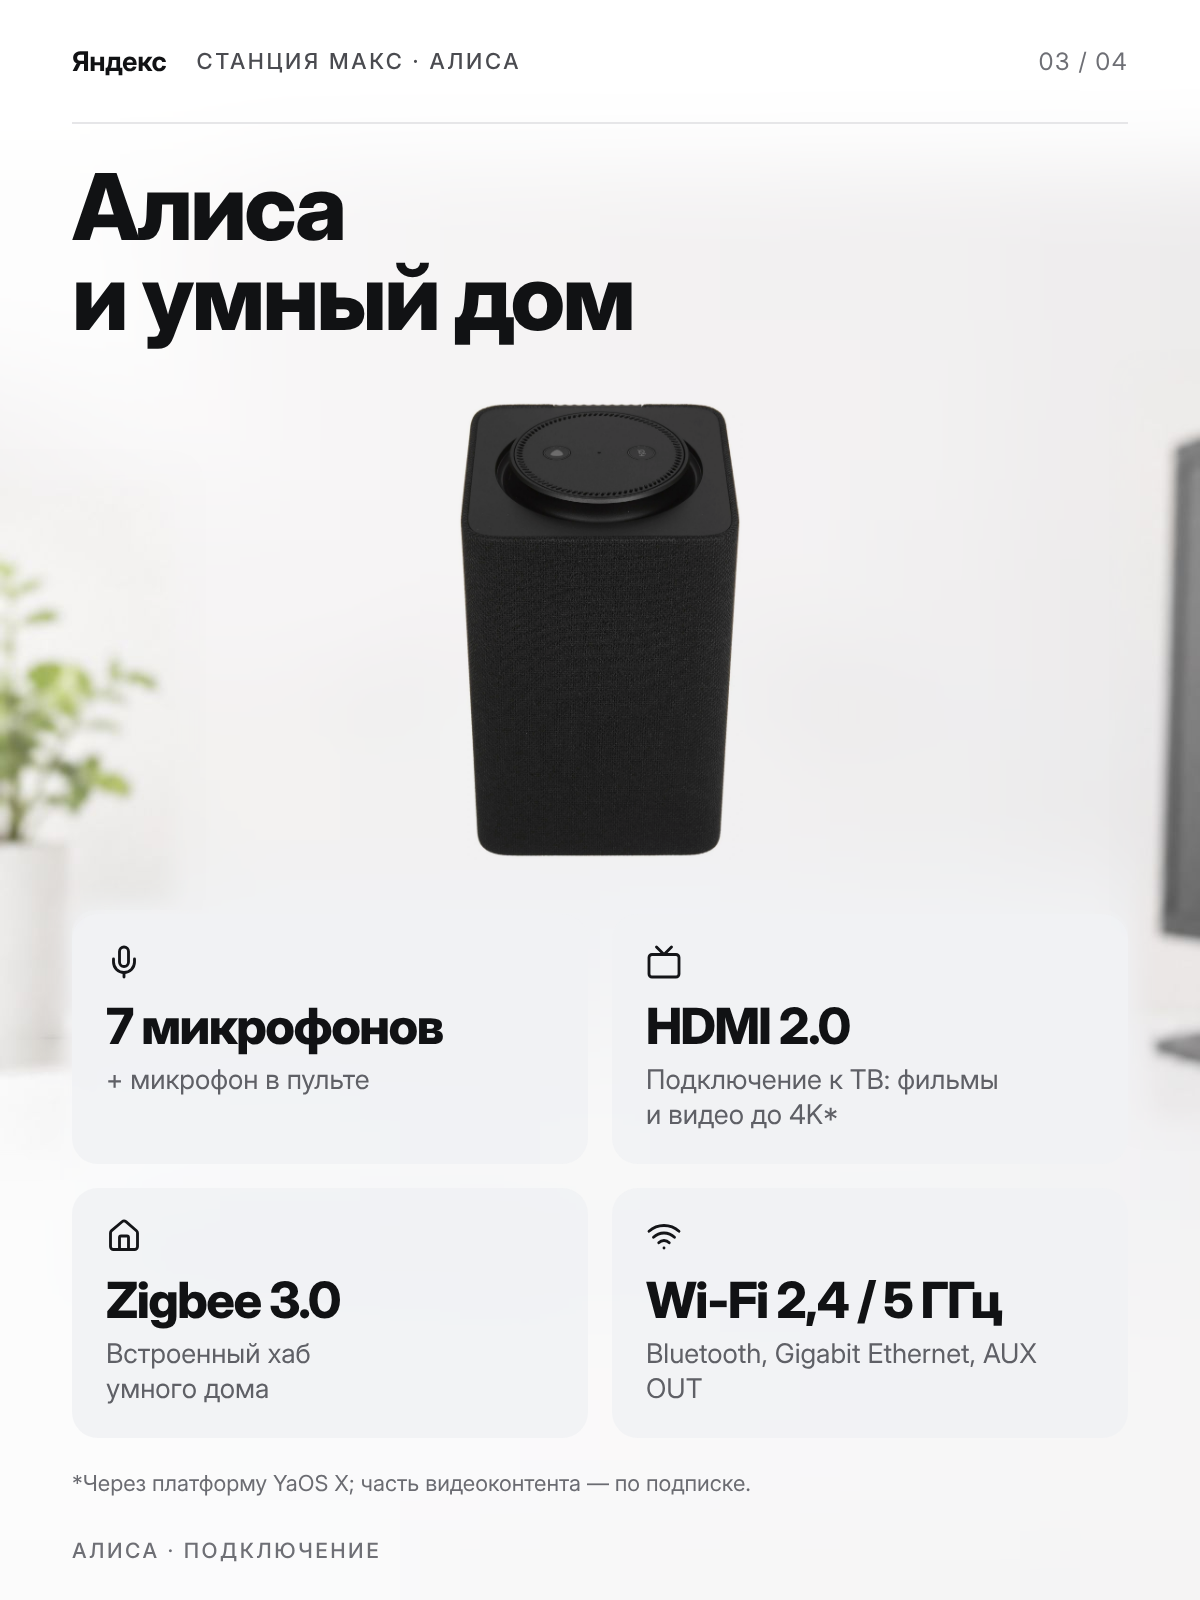 Яндекс СТАНЦИЯ МАКС · АЛИСА 03 / 04
Алиса
и умный дом
7 микрофонов
+ микрофон в пульте
HDMI 2.0
Подключение к ТВ: фильмы
и видео до 4K*
Zigbee 3.0
Встроенный хаб
умного дома
Wi-Fi 2,4 / 5 ГГц
Bluetooth, Gigabit Ethernet, AUX
OUT
*Через платформу YaOS X; часть видеоконтента — по подписке.
АЛИСА · ПОДКЛЮЧЕНИЕ